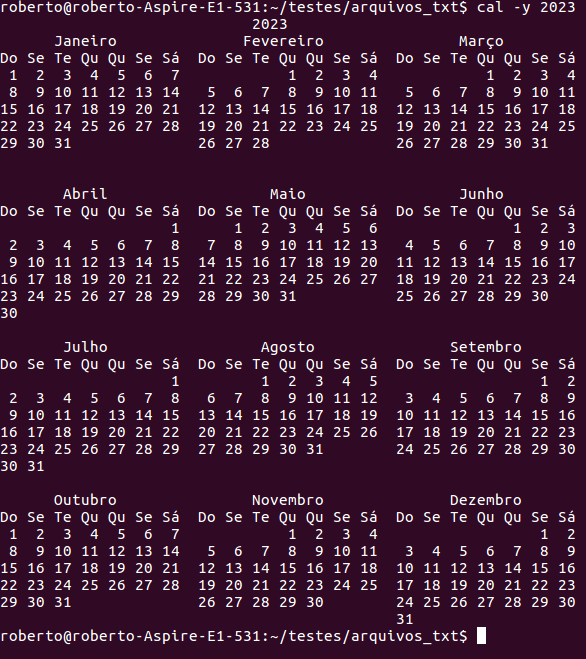 roberto@roberto-Aspire-E1-531:~/testes/arquivos_txt$ cal -y 2023
                            2023
      Janeiro              Fevereiro               Março
Do Se Te Qu Qu Se Sá  Do Se Te Qu Qu Se Sá  Do Se Te Qu Qu Se Sá
 1  2  3  4  5  6  7            1  2  3  4            1  2  3  4
 8  9 10 11 12 13 14   5  6  7  8  9 10 11   5  6  7  8  9 10 11
15 16 17 18 19 20 21  12 13 14 15 16 17 18  12 13 14 15 16 17 18
22 23 24 25 26 27 28  19 20 21 22 23 24 25  19 20 21 22 23 24 25
29 30 31              26 27 28              26 27 28 29 30 31

       Abril                  Maio                 Junho
Do Se Te Qu Qu Se Sá  Do Se Te Qu Qu Se Sá  Do Se Te Qu Qu Se Sá
                   1      1  2  3  4  5  6               1  2  3
 2  3  4  5  6  7  8   7  8  9 10 11 12 13   4  5  6  7  8  9 10
 9 10 11 12 13 14 15  14 15 16 17 18 19 20  11 12 13 14 15 16 17
16 17 18 19 20 21 22  21 22 23 24 25 26 27  18 19 20 21 22 23 24
23 24 25 26 27 28 29  28 29 30 31           25 26 27 28 29 30
30

       Julho                 Agosto               Setembro
Do Se Te Qu Qu Se Sá  Do Se Te Qu Qu Se Sá  Do Se Te Qu Qu Se Sá
                   1         1  2  3  4  5                  1  2
 2  3  4  5  6  7  8   6  7  8  9 10 11 12   3  4  5  6  7  8  9
 9 10 11 12 13 14 15  13 14 15 16 17 18 19  10 11 12 13 14 15 16
16 17 18 19 20 21 22  20 21 22 23 24 25 26  17 18 19 20 21 22 23
23 24 25 26 27 28 29  27 28 29 30 31        24 25 26 27 28 29 30
30 31

      Outubro               Novembro              Dezembro
Do Se Te Qu Qu Se Sá  Do Se Te Qu Qu Se Sá  Do Se Te Qu Qu Se Sá
 1  2  3  4  5  6  7            1  2  3  4                  1  2
 8  9 10 11 12 13 14   5  6  7  8  9 10 11   3  4  5  6  7  8  9
15 16 17 18 19 20 21  12 13 14 15 16 17 18  10 11 12 13 14 15 16
22 23 24 25 26 27 28  19 20 21 22 23 24 25  17 18 19 20 21 22 23
29 30 31              26 27 28 29 30        24 25 26 27 28 29 30
                                            31
roberto@roberto-Aspire-E1-531:~/testes/arquivos_txt$